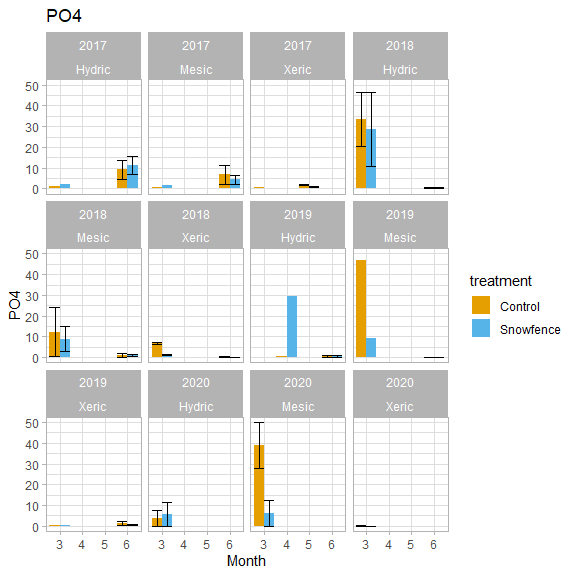 PO4
2017 2017 2017 2018
Hydric Mesic Xeric Hydric
50
40
30
20
10
0
2018 2018 2019 2019
Mesic Xeric Hydric Mesic
50
40
30
20
10
0
PO4
treatment
Control
Snowfence
2019 2020 2020 2020
Xeric Hydric Mesic Xeric
50
40
30
20
10
0
3 4 5 6 3 4 5 6 3 4 5 6 3 4 5 6
Month